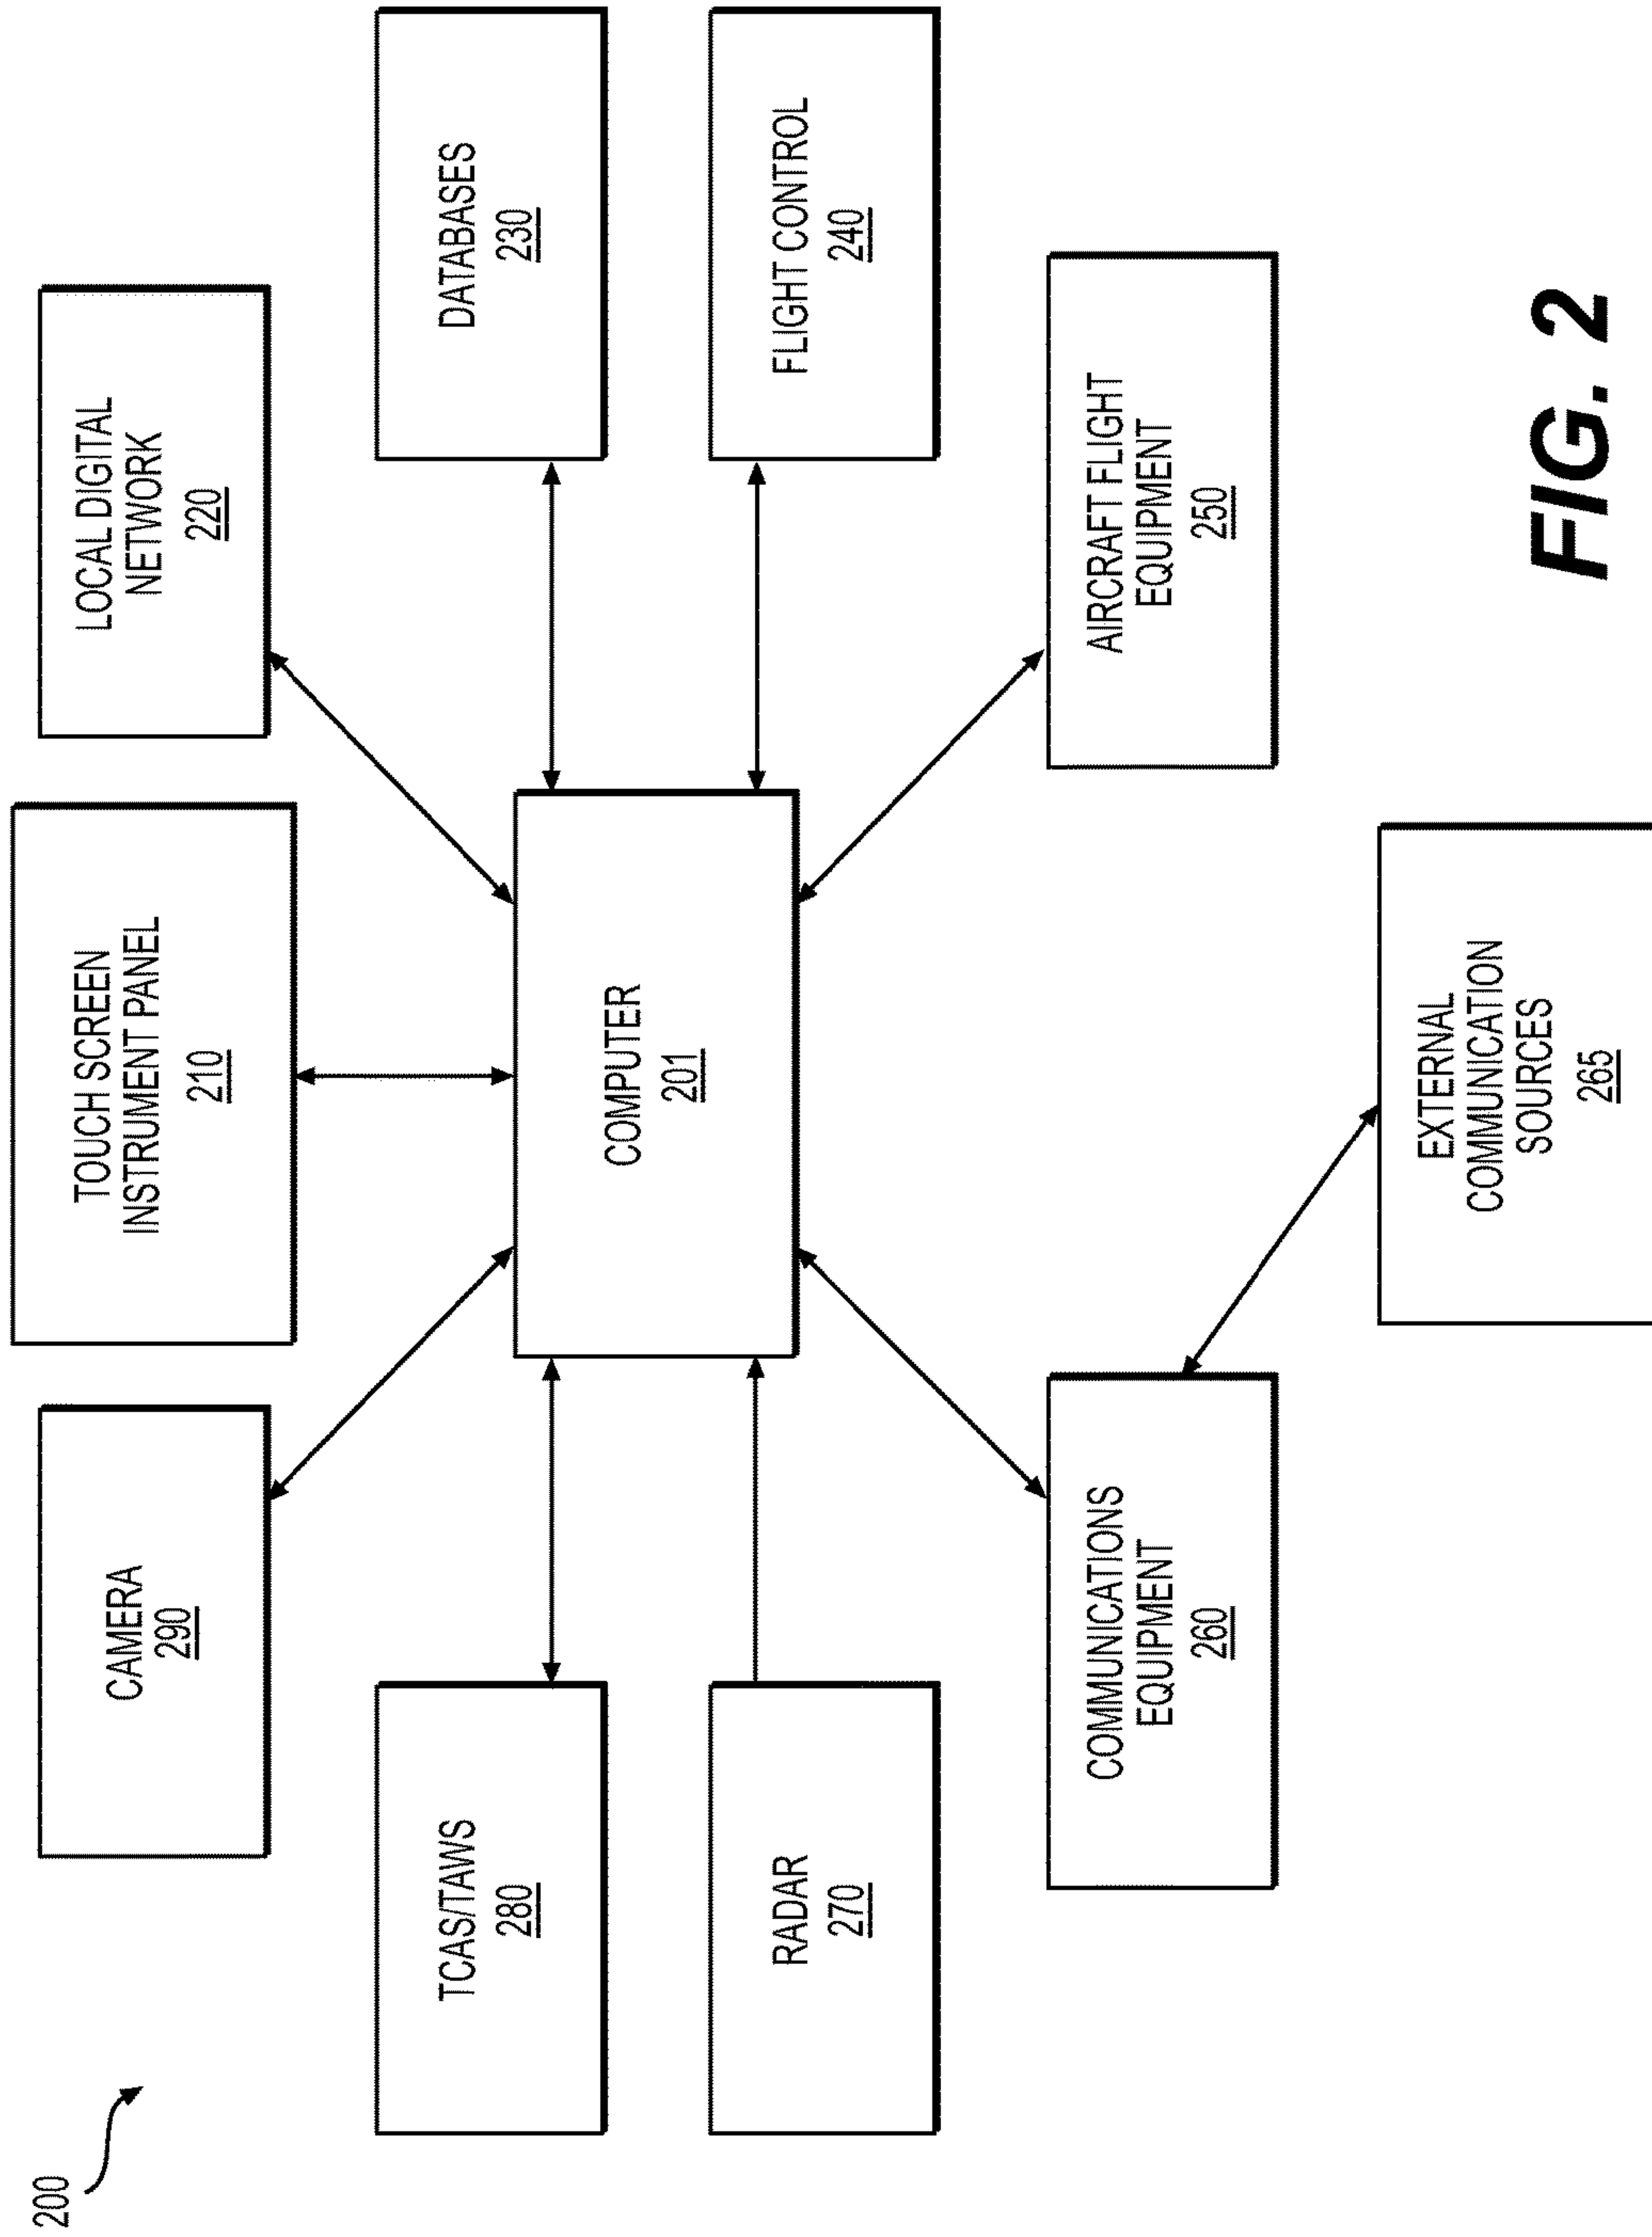 200
TOUCH SCREEN
INSTRUMENT PANEL
210
CAMERA
290
LOCAL DIGITAL
NETWORK
220
TCAS/TAWS
280
DATABASES
230
COMPUTER
201
RADAR
270
FLIGHT CONTROL
240
COMMUNICATIONS
EQUIPMENT
260
AIRCRAFT FLIGHT
EQUIPMENT
250
EXTERNAL
COMMUNICATION
SOURCES
265
FIG. 2